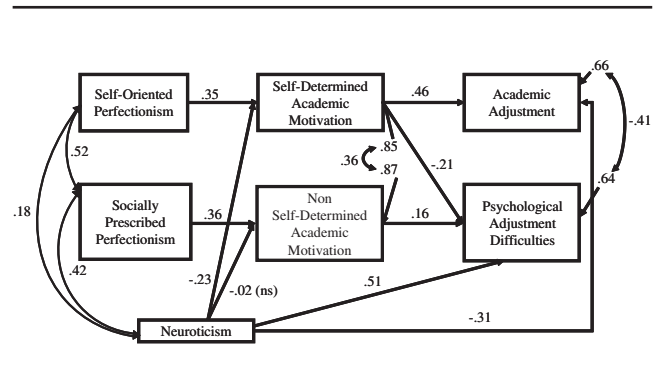 Self-Oriented
Perfectionism
.35
Self-Determined
Academic
Motivation
.46
Academic
Adjustment
.66
-.41
.52
.36
.85
.87
-.21
.64
.18
Socially
Prescribed
Perfectionism
.36
Non
Self-Determined
Academic
Motivation
.16
Psychological
Adjustment
Difficulties
.42
-.23
-.02 (ns)
.51
-.31
Neuroticism